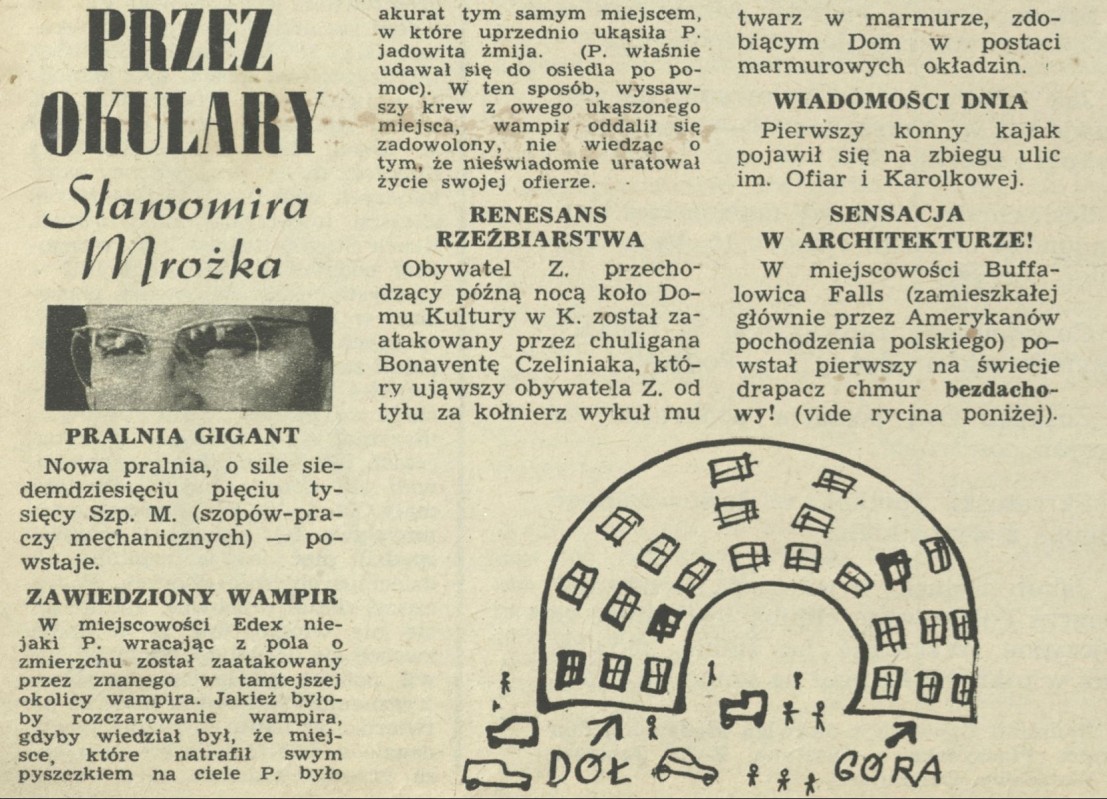 PRZEZ
OKULARY
Sławomira
Mrożka
PRALNIA GIGANT
Nowa pralnia, o sile sie-
demdziesięciu pięciu ty-
sięcy Szp. M. (szopów-pra-
czy mechanicznych) — po-
wstaje.
ZAWIEDZIONY WAMPIR
W miejscowości Edex nie-
jaki P. wracając z pola o
zmierzchu został zaatakowany
przez znanego w tamtejszej
okolicy wampira. Jakież było-
by rozczarowanie wampira,
gdyby wiedział był, że miej-
sce, które natrafił swym
pyszczkiem na ciele P. było
akurat tym samym miejscem,
w które uprzednio ukąsiła P.
jadowita żmija. (P. właśnie
udawał się do osiedla po po-
moc). W ten sposób, wyssaw-
szy krew z owego ukąszonego
miejsca, wampir oddalił się
zadowolony, nie wiedząc o
tym, że nieświadomie uratował
życie swojej ofierze.
RENESANS
RZEŹBIARSTWA
Obywatel Z. przecho-
dzący późną nocą koło Do-
mu Kultury w K. został za-
atakowany przez chuligana
Bonaventę Czeliniaka, któ-
ry ująwszy obywatela Z. od
tyłu za kołnierz wykuł mu
twarz w marmurze, zdo-
biącym Dom w postaci
marmurowych okładzin.
WIADOMOŚCI DNIA
Pierwszy konny kajak
pojawił się na zbiegu ulic
im. Ofiar i Karolkowej.
SENSACJA
W ARCHITEKTURZE!
W miejscowości Buffa-
lowica Falls (zamieszkałej
głównie przez Amerykanów
pochodzenia polskiego) po-
wstał pierwszy na świecie
drapacz chmur bezdacho-
wy! (vide rycina poniżej).
DÓŁ
GÓRA